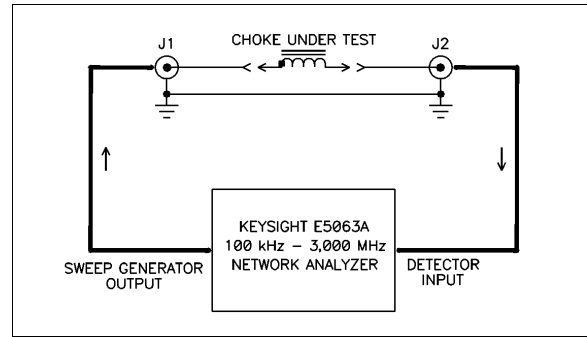 J1
CHOKE UNDER TEST
J2
KEYSIGHT E5063A
100 kHz – 3,000 MHz
NETWORK ANALYZER
SWEEP GENERATOR
OUTPUT
DETECTOR
INPUT